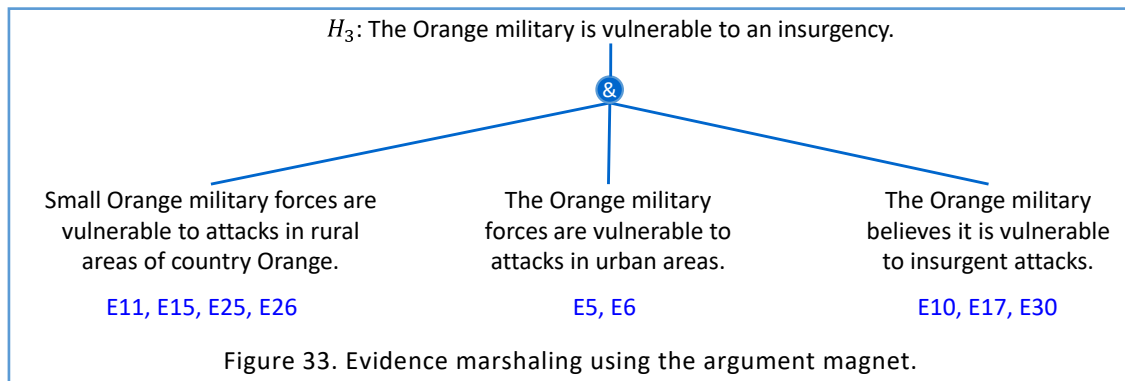 H₃: The Orange military is vulnerable to an insurgency.
&
Small Orange military forces are
vulnerable to attacks in rural
areas of country Orange.
E11, E15, E25, E26
The Orange military
forces are vulnerable to
attacks in urban areas.
E5, E6
The Orange military
believes it is vulnerable
to insurgent attacks.
E10, E17, E30
Figure 33. Evidence marshaling using the argument magnet.